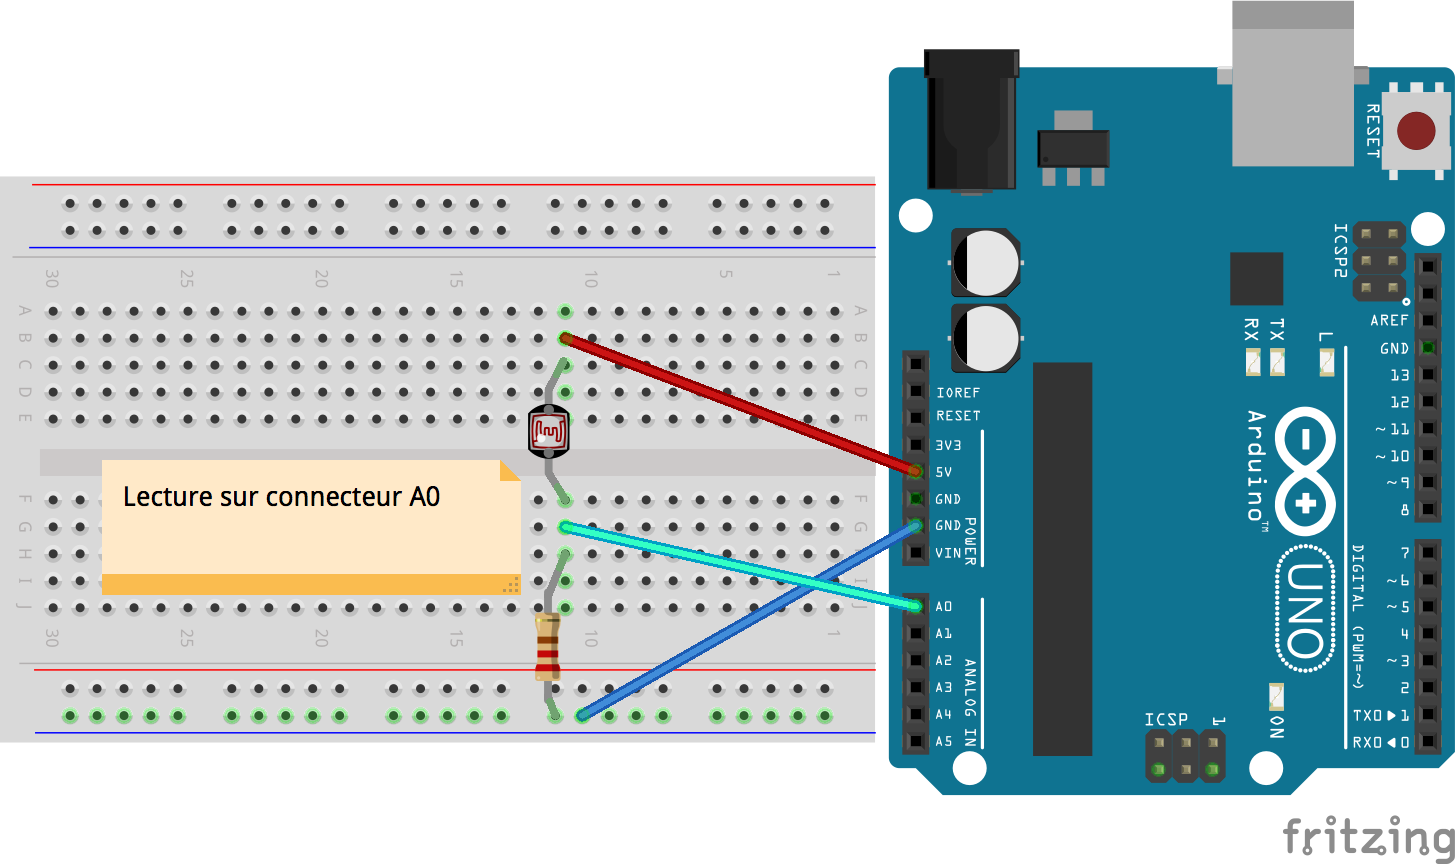 Lecture sur connecteur A0
30 25 20 15 10 5 1
A A
B B
C C
D D
E E
F F
G G
H
I I
J J
30 25 20 15 10 1
RESET
ICSP2
L
TX
RX
AREF
GND
13
12
~11
~10
~9
8
7
~6
~5
4
~3
2
TX0▶1
RX0◀0
DIGITAL (PWM=~)
IOREF
RESET
3V3
5V
GND
GND
VIN
POWER
A0
A1
A2
A3
A4
A5
ANALOG IN
Arduino™
UNO
ON
ICSP 1
fritzing